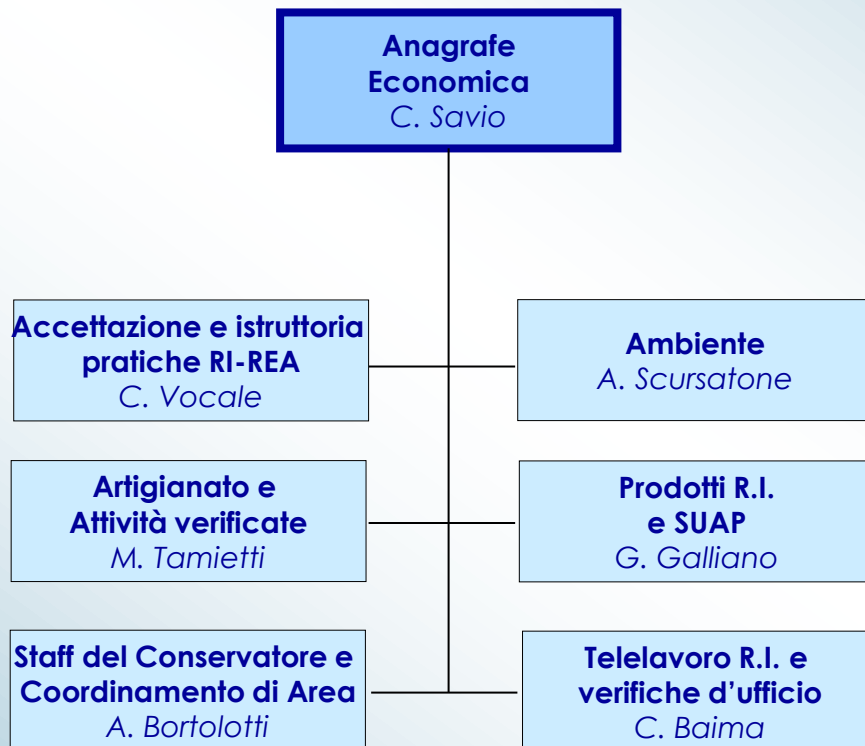 Anagrafe
Economica
C. Savio
Accettazione e istruttoria
pratiche RI-REA
C. Vocale
Ambiente
A. Scursatone
Artigianato e
Attività verificate
M. Tamietti
Prodotti R.I.
e SUAP
G. Galliano
Staff del Conservatore e
Coordinamento di Area
A. Bortolotti
Telelavoro R.I. e
verifiche d'ufficio
C. Baima